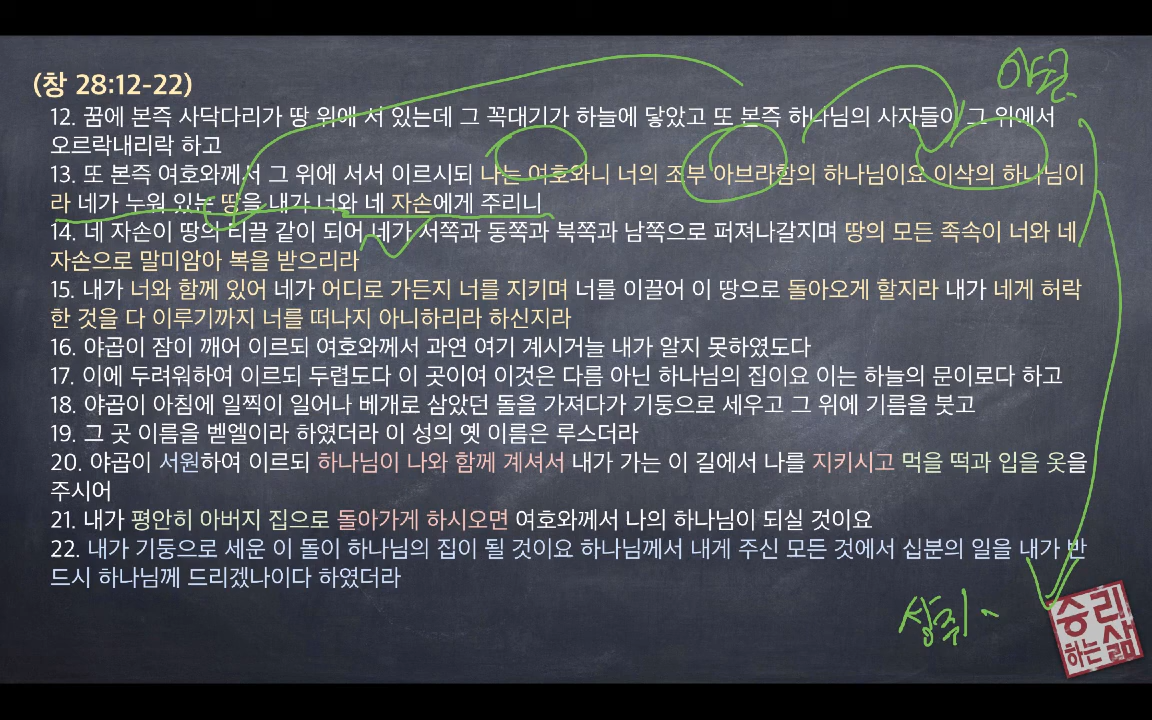 (창 28:12-22)
12. 꿈에 본즉 사닥다리가 땅 위에 서 있는데 그 꼭대기가 하늘에 닿았고 또 본즉 하나님의 사자들이 그 위에서
오르락내리락 하고
13. 또 본즉 여호와께서 그 위에 서서 이르시되 나는 여호와니 너의 조부 아브라함의 하나님이요 이삭의 하나님이
라 네가 누워 있는 땅을 내가 너와 네 자손에게 주리니
14. 네 자손이 땅의 티끌 같이 되어 네가 서쪽과 동쪽과 북쪽과 남쪽으로 퍼져나갈지며 땅의 모든 족속이 너와 네
자손으로 말미암아 복을 받으리라
15. 내가 너와 함께 있어 네가 어디로 가든지 너를 지키며 너를 이끌어 이 땅으로 돌아오게 할지라 내가 네게 허락
한 것을 다 이루기까지 너를 떠나지 아니하리라 하신지라
16. 야곱이 잠이 깨어 이르되 여호와께서 과연 여기 계시거늘 내가 알지 못하였도다
17. 이에 두려워하여 이르되 두렵도다 이 곳이여 이것은 다름 아닌 하나님의 집이요 이는 하늘의 문이로다 하고
18. 야곱이 아침에 일찍이 일어나 베개로 삼았던 돌을 가져다가 기둥으로 세우고 그 위에 기름을 붓고
19. 그 곳 이름을 벧엘이라 하였더라 이 성의 옛 이름은 루스더라
20. 야곱이 서원하여 이르되 하나님이 나와 함께 계셔서 내가 가는 이 길에서 나를 지키시고 먹을 떡과 입을 옷을
주시어
21. 내가 평안히 아버지 집으로 돌아가게 하시오면 여호와께서 나의 하나님이 되실 것이요
22. 내가 기둥으로 세운 이 돌이 하나님의 집이 될 것이요 하나님께서 내게 주신 모든 것에서 십분의 일을 내가 반
드시 하나님께 드리겠나이다 하였더라
승리
하는 삶